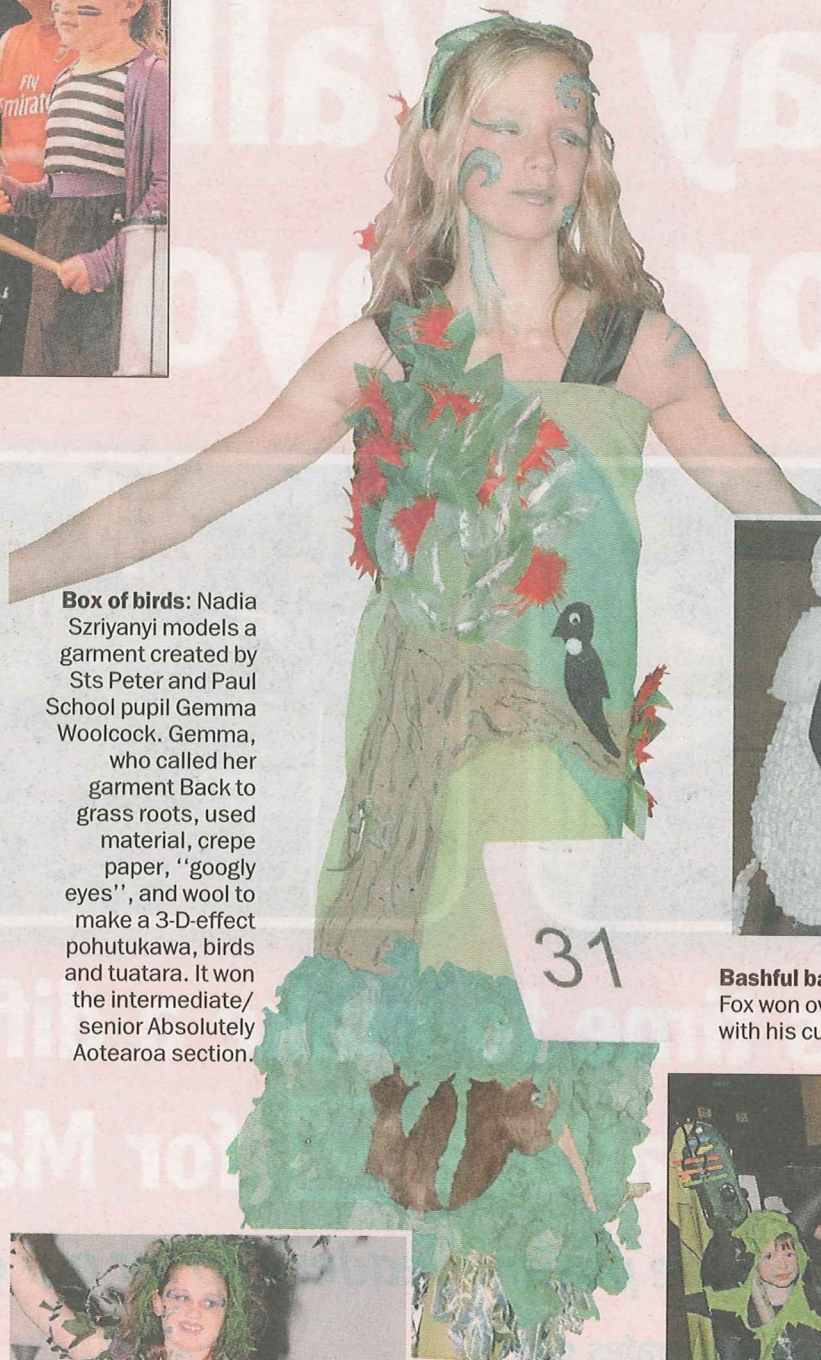 Fly
Box of birds: Nadia
Szriyanyi models a
garment created by
Sts Peter and Paul
School pupil Gemma
Woolcock. Gemma,
who called her
garment Back to
grass roots, used
material, crepe
paper, ‘‘googly
eyes’’, and wool to
make a 3-D-effect
pohutukawa, birds
and tuatara. It won
the intermediate/
senior Absolutely
Aotearoa section.
31
Bashful
Fox won
with his